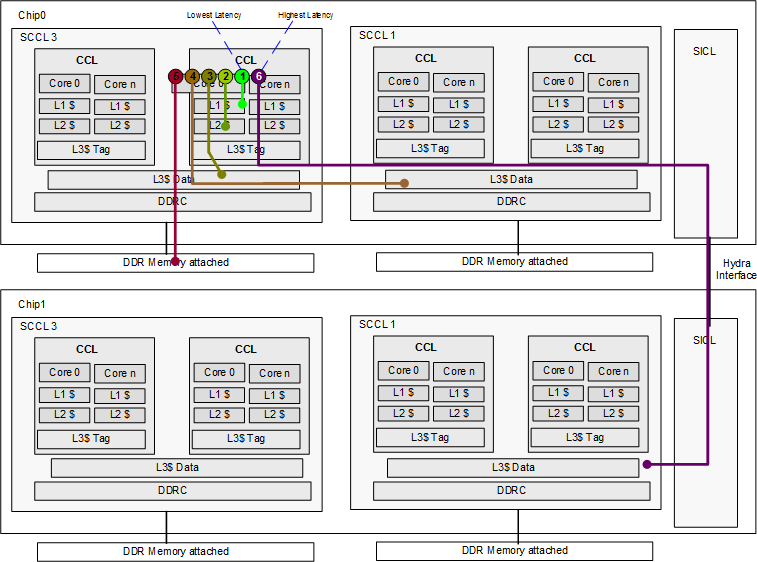 Chip0
Lowest Latency
Highest Latency
SCCL 3
CCL
Core 0
Core n
L1 $
L1 $
L2 $
L2 $
L3$ Tag
CCL
5
4
3
2
1
6
Core 0
Core n
L1 $
L1 $
L2 $
L2 $
L3$ Tag
L3$ Data
DDRC
DDR Memory attached
SCCL 1
CCL
Core 0
Core n
L1 $
L1 $
L2 $
L2 $
L3$ Tag
CCL
Core 0
Core n
L1 $
L1 $
L2 $
L2 $
L3$ Tag
L3$ Data
DDRC
DDR Memory attached
SICL
Hydra
Interface
Chip1
SCCL 3
CCL
Core 0
Core n
L1 $
L1 $
L2 $
L2 $
L3$ Tag
CCL
Core 0
Core n
L1 $
L1 $
L2 $
L2 $
L3$ Tag
L3$ Data
DDRC
DDR Memory attached
SCCL 1
CCL
Core 0
Core n
L1 $
L1 $
L2 $
L2 $
L3$ Tag
CCL
Core 0
Core n
L1 $
L1 $
L2 $
L2 $
L3$ Tag
L3$ Data
DDRC
DDR Memory attached
SICL